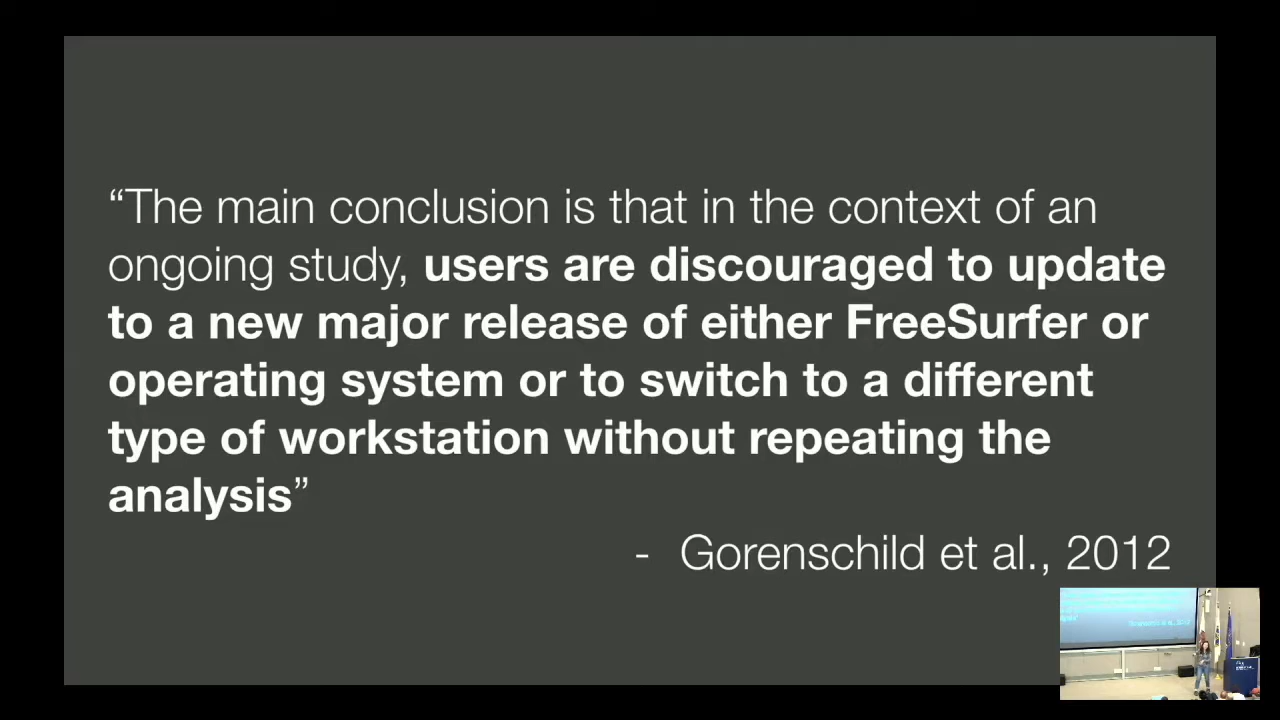 “The main conclusion is that in the context of an
ongoing study, users are discouraged to update
to a new major release of either FreeSurfer or
operating system or to switch to a different
type of workstation without repeating the
analysis”
- Gorenschild et al., 2012